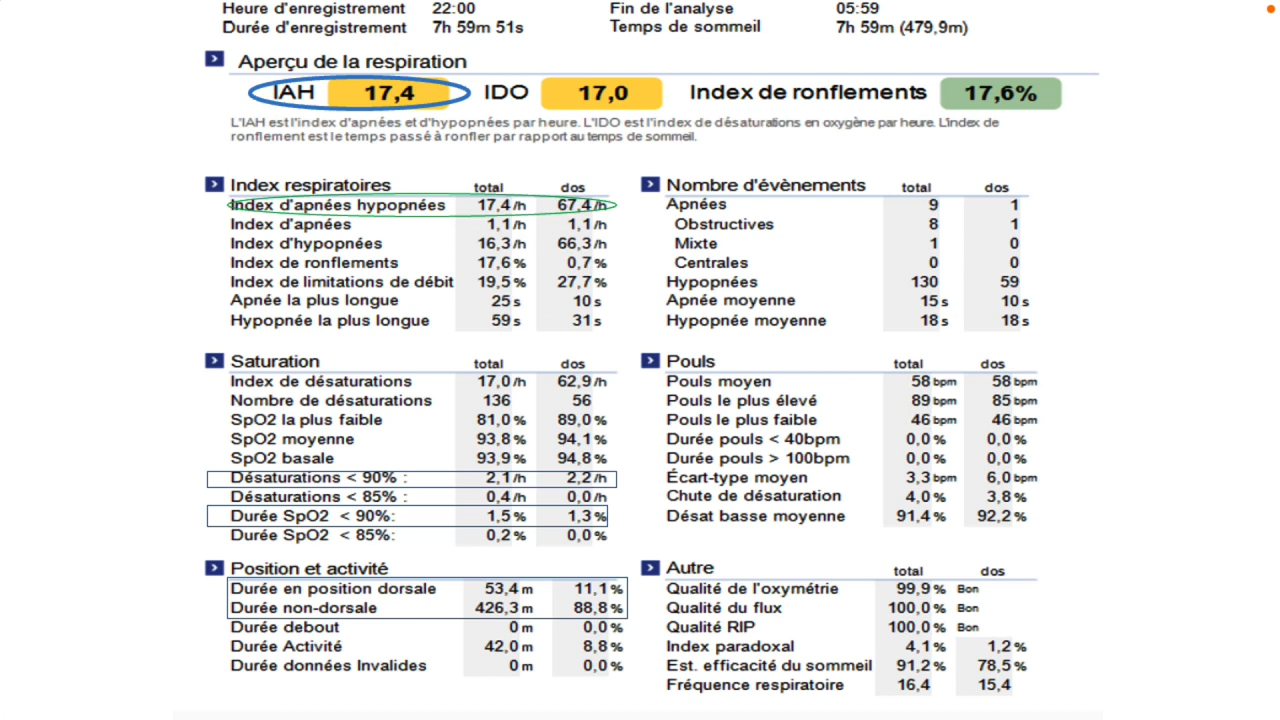 Heure d'enregistrement 22:00 Fin de l'analyse 05:59
Durée d'enregistrement 7h 59m 51s Temps de sommeil 7h 59m (479,9m)
Aperçu de la respiration
IAH 17,4 IDO 17,0 Index de ronflements 17,6%
L'IAH est l'index d'apnées et d'hypopnées par heure. L'IDO est l'index de désaturations en oxygène par heure. L'index de
ronflement est le temps passé à ronfler par rapport au temps de sommeil.
Index respiratoires total dos
Index d'apnées hypopnées 17,4 /h 67,4 /h
Index d'apnées 1,1 /h 1,1 /h
Index d'hypopnées 16,3 /h 66,3 /h
Index de ronflements 17,6 % 0,7 %
Index de limitations de débit 19,5 % 27,7 %
Apnée la plus longue 25 s 10 s
Hypopnée la plus longue 59 s 31 s
Nombre d'évènements total dos
Apnées 9 1
Obstructives 8 1
Mixte 1 0
Centrales 0 0
Hypopnées 130 59
Apnée moyenne 15 s 10 s
Hypopnée moyenne 18 s 18 s
Saturation total dos
Index de désaturations 17,0 /h 62,9 /h
Nombre de désaturations 136 56
SpO2 la plus faible 81,0 % 89,0 %
SpO2 moyenne 93,8 % 94,1 %
SpO2 basale 93,9 % 94,8 %
Désaturations < 90% : 2,1 /h 2,2 /h
Désaturations < 85% : 0,4 /h 0,0 /h
Durée SpO2 < 90%: 1,5 % 1,3 %
Durée SpO2 < 85%: 0,2 % 0,0 %
Pouls total dos
Pouls moyen 58 bpm 58 bpm
Pouls le plus élevé 89 bpm 85 bpm
Pouls le plus faible 46 bpm 46 bpm
Durée pouls < 40bpm 0,0 % 0,0 %
Durée pouls > 100bpm 0,0 % 0,0 %
Écart-type moyen 3,3 bpm 6,0 bpm
Chute de désaturation 4,0 % 3,8 %
Désat basse moyenne 91,4 % 92,2 %
Position et activité
Durée en position dorsale 53,4 m 11,1 %
Durée non-dorsale 426,3 m 88,8 %
Durée debout 0 m 0,0 %
Durée Activité 42,0 m 8,8 %
Durée données Invalides 0 m 0,0 %
Autre total dos
Qualité de l'oxymétrie 99,9 % Bon
Qualité du flux 100,0 % Bon
Qualité RIP 100,0 % Bon
Index paradoxal 4,1 % 1,2 %
Est. efficacité du sommeil 91,2 % 78,5 %
Fréquence respiratoire 16,4 15,4